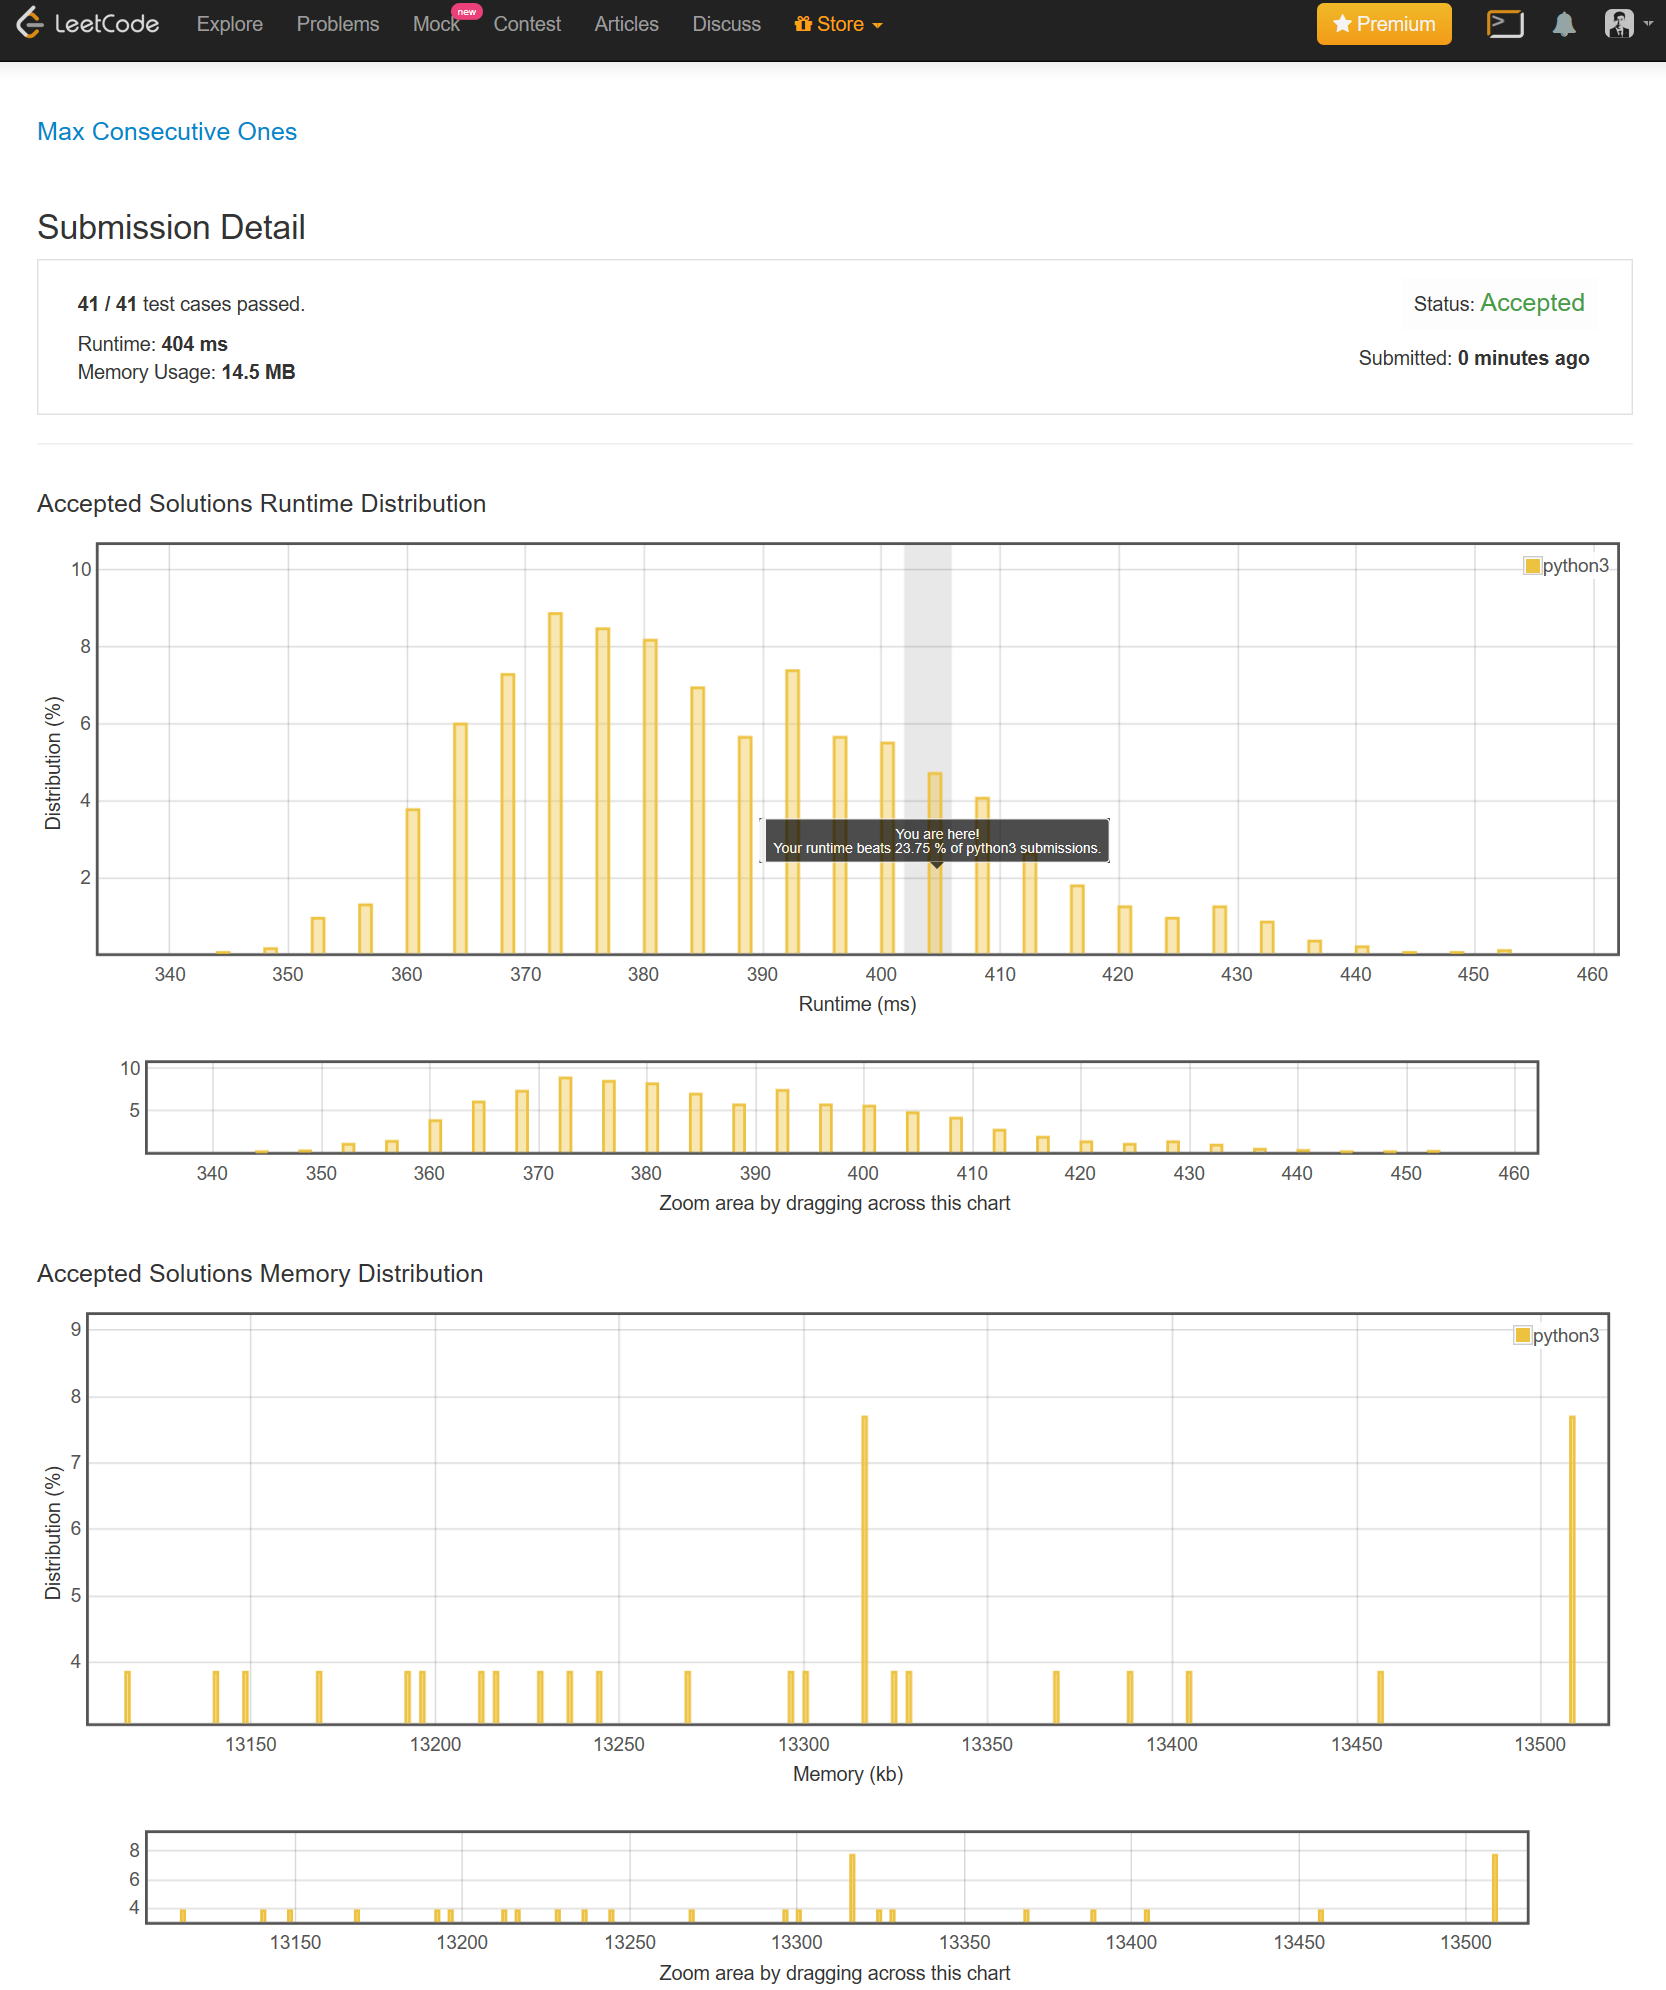 LeetCode Explore Problems Mock new Contest Articles Discuss Store Premium
Max Consecutive Ones
Submission Detail
41 / 41 test cases passed.
Status: Accepted
Runtime: 404 ms
Submitted: 0 minutes ago
Memory Usage: 14.5 MB
Accepted Solutions Runtime Distribution
python3
10
8
6
4
2
Distribution (%)
You are here!
Your runtime beats 23.75 % of python3 submissions.
340 350 360 370 380 390 400 410 420 430 440 450 460
Runtime (ms)
10
5
340 350 360 370 380 390 400 410 420 430 440 450 460
Zoom area by dragging across this chart
Accepted Solutions Memory Distribution
python3
9
8
7
6
5
4
Distribution (%)
13150 13200 13250 13300 13350 13400 13450 13500
Memory (kb)
8
6
4
13150 13200 13250 13300 13350 13400 13450 13500
Zoom area by dragging across this chart